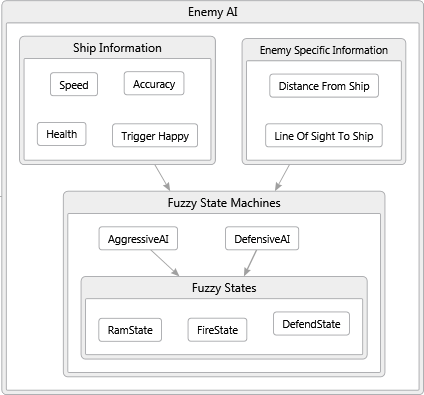 Enemy AI
Ship Information
Speed
Accuracy
Health
Trigger Happy
Enemy Specific Information
Distance From Ship
Line Of Sight To Ship
Fuzzy State Machines
AggressiveAI
DefensiveAI
Fuzzy States
RamState
FireState
DefendState